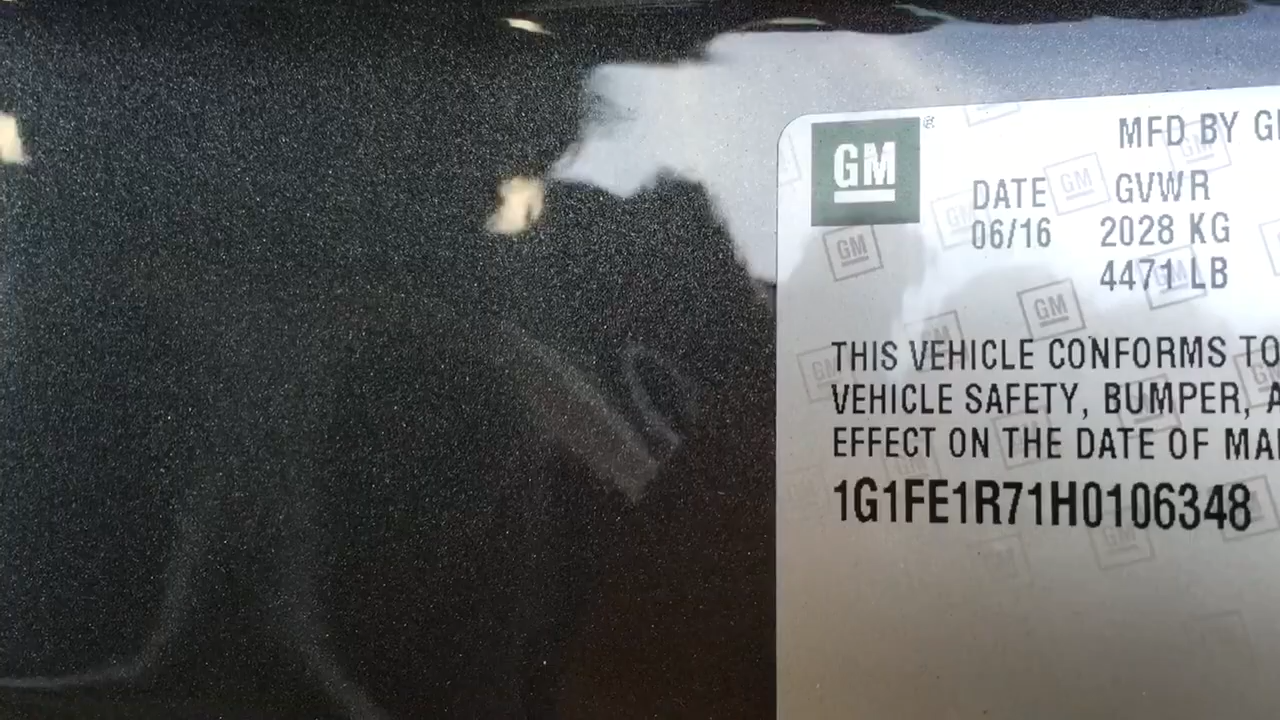 GM
MFD BY
DATE GVWR
06/16 2028 KG
4471 LB
THIS VEHICLE CONFORMS TO
VEHICLE SAFETY, BUMPER,
EFFECT ON THE DATE OF
1G1FE1R71H0106348